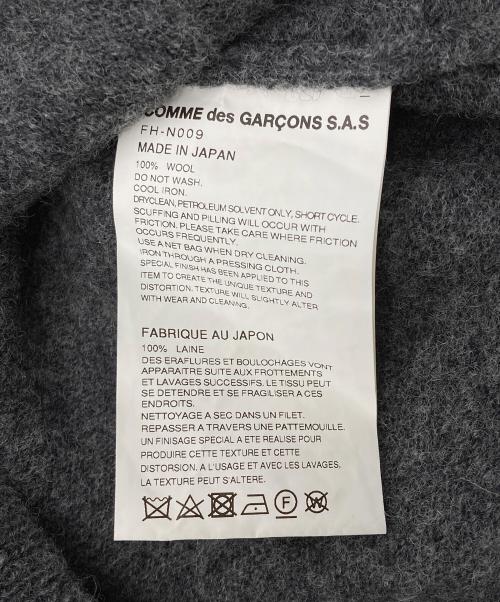 COMME des GARÇONS S.A.S
FH-N009
MADE IN JAPAN
100% WOOL
DO NOT WASH.
COOL IRON.
DRYCLEAN, PETROLEUM SOLVENT ONLY, SHORT CYCLE.
SCUFFING AND PILLING WILL OCCUR WITH
FRICTION. PLEASE TAKE CARE WHERE FRICTION
OCCURS FREQUENTLY.
USE A NET BAG WHEN DRY CLEANING.
IRON THROUGH A PRESSING CLOTH.
SPECIAL FINISH HAS BEEN APPLIED TO THIS
ITEM TO CREATE THE UNIQUE TEXTURE AND
DISTORTION. TEXTURE WILL SLIGHTLY ALTER
WITH WEAR AND CLEANING.
FABRIQUE AU JAPON
100% LAINE
DES ERAFLURES ET BOULOCHAGES VONT
APPARAITRE SUITE AUX FROTTEMENTS
ET LAVAGES SUCCESSIFS. LE TISSU PEUT
SE DETENDRE ET SE FRAGILISER A CES
ENDROITS.
NETTOYAGE A SEC DANS UN FILET.
REPASSER A TRAVERS UNE PATTEMOUILLE.
UN FINISAGE SPECIAL A ETE REALISE POUR
PRODUIRE CETTE TEXTURE ET CETTE
DISTORSION. A L'USAGE ET AVEC LES LAVAGES,
LA TEXTURE PEUT S'ALTERE.
F
W